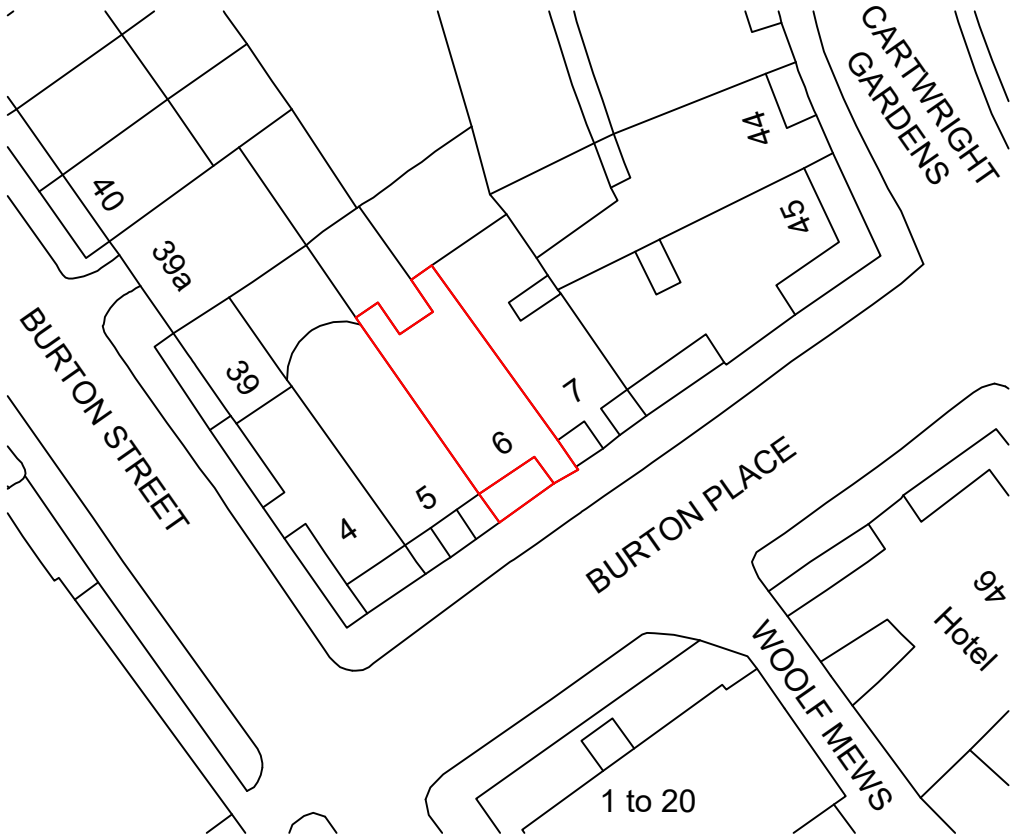 CARTWRIGHT
GARDENS
44
40
45
39a
BURTON STREET
39
7
6
5
4
BURTON PLACE
46
Hotel
WOOLF MEWS
1 to 20